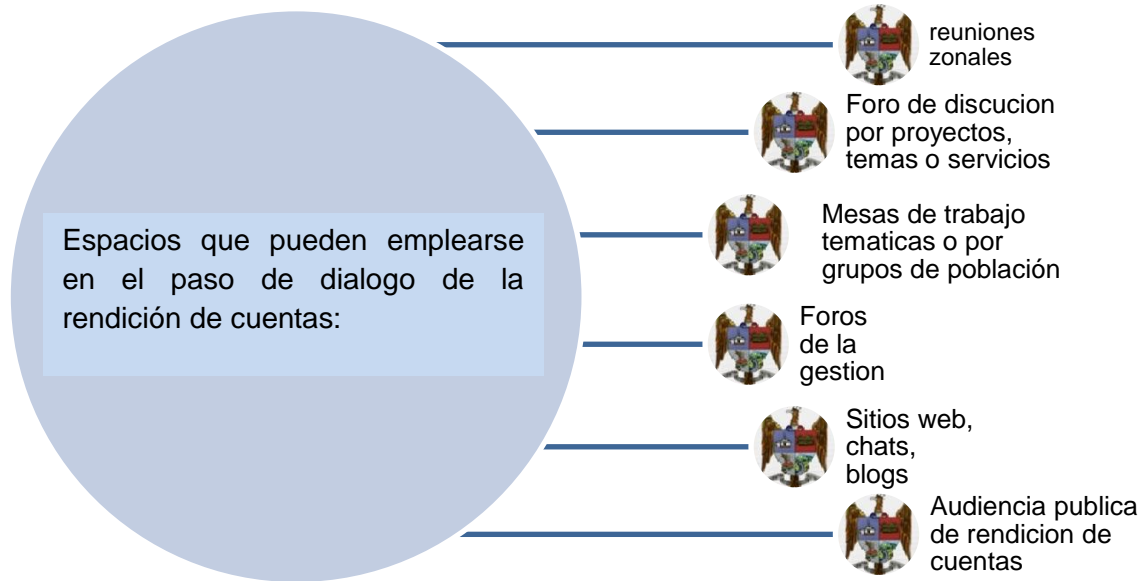 reuniones
zonales
Foro de discucion
por proyectos,
temas o servicios
Espacios que pueden emplearse
en el paso de dialogo de la
rendición de cuentas:
Mesas de trabajo
tematicas o por
grupos de población
Foros
de la
gestion
Sitios web,
chats,
blogs
Audiencia publica
de rendicion de
cuentas